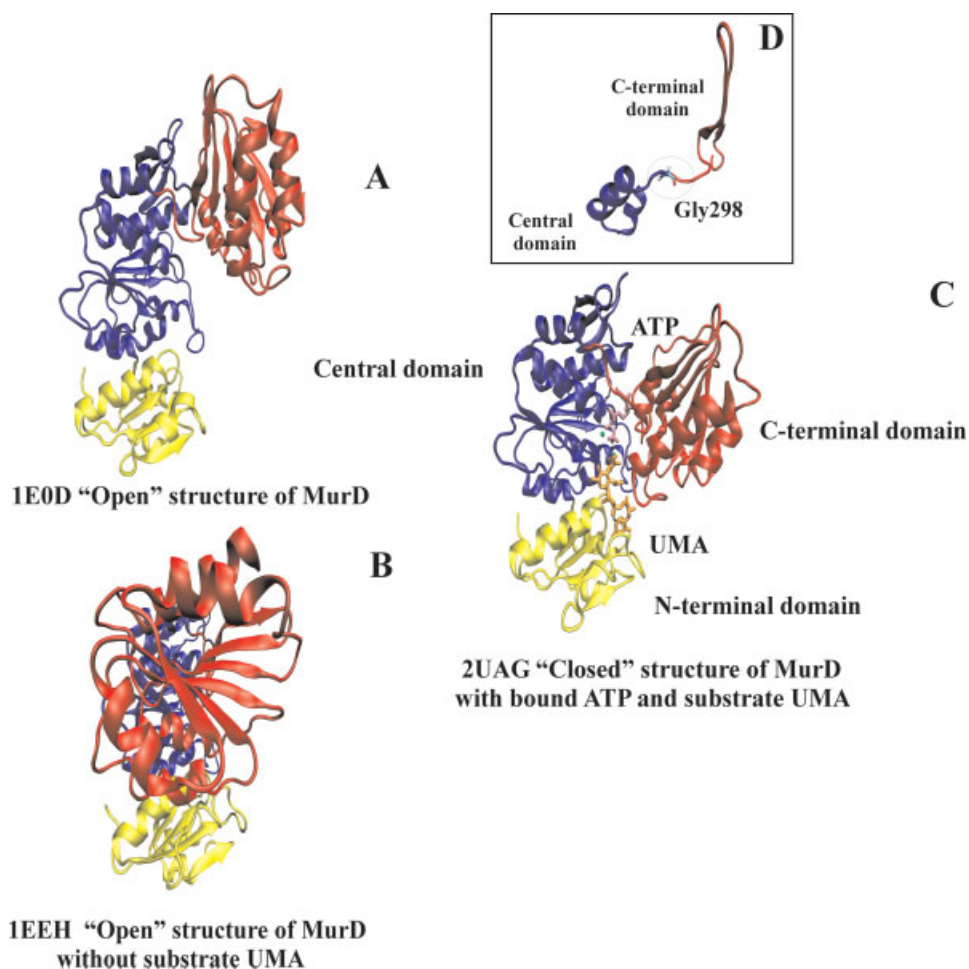 A
1E0D “Open” structure of MurD
B
1EEH “Open” structure of MurD
without substrate UMA
D
C-terminal
domain
Gly298
Central
domain
C
ATP
Central domain
C-terminal domain
UMA
N-terminal domain
2UAG “Closed” structure of MurD
with bound ATP and substrate UMA